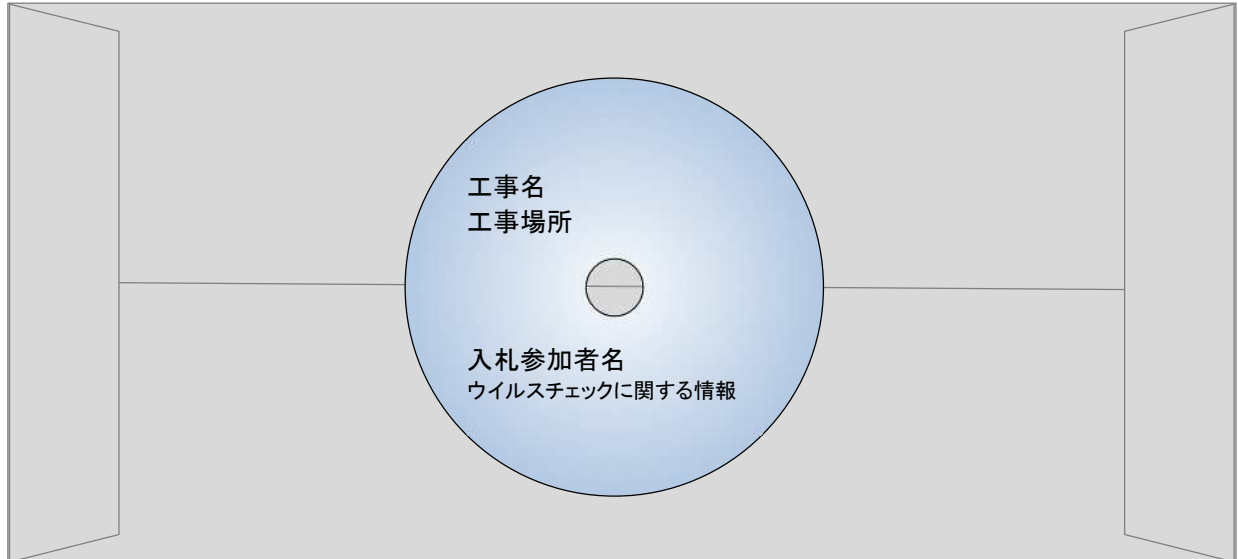 工事名
工事場所
入札参加者名
ウイルスチェックに関する情報